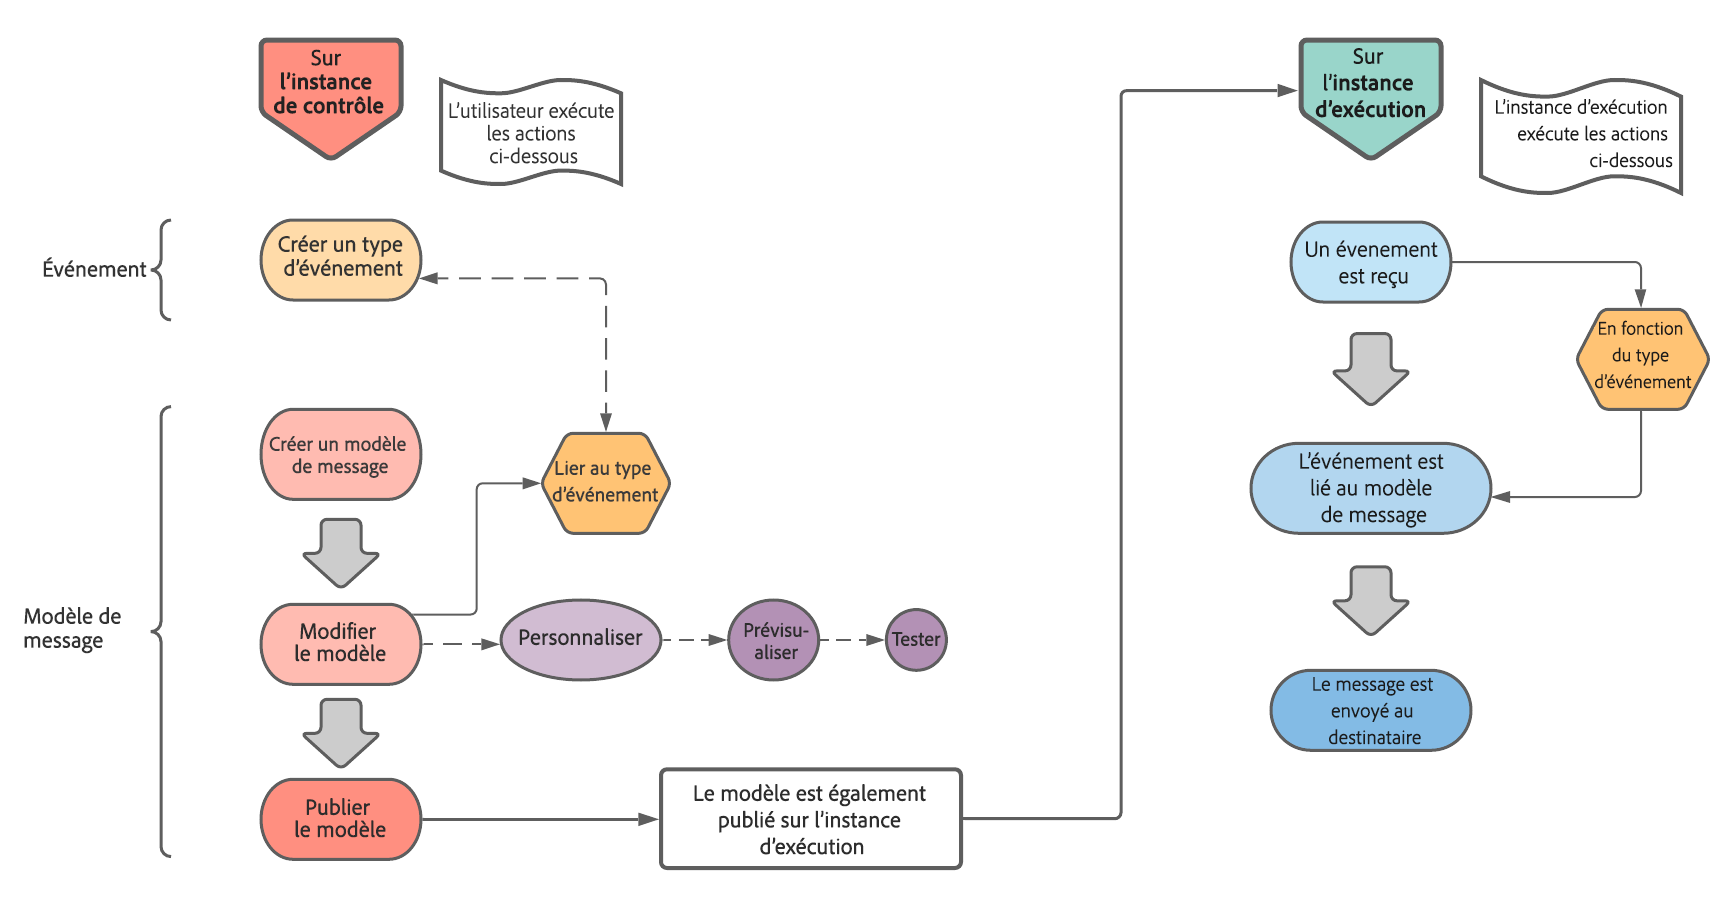 Sur
l’instance
de contrôle
L’utilisateur exécute
les actions
ci-dessous
Sur
l’instance
d’exécution
L’instance d’exécution
exécute les actions
ci-dessous
Événement
Créer un type
d’événement
Un évenement
est reçu
En fonction
du type
d’événement
Modèle de
message
Créer un modèle
de message
Lier au type
d’événement
L’événement est
lié au modèle
de message
Modifier
le modèle
Personnaliser
Prévisu-
aliser
Tester
Le message est
envoyé au
destinataire
Publier
le modèle
Le modèle est également
publié sur l’instance
d’exécution